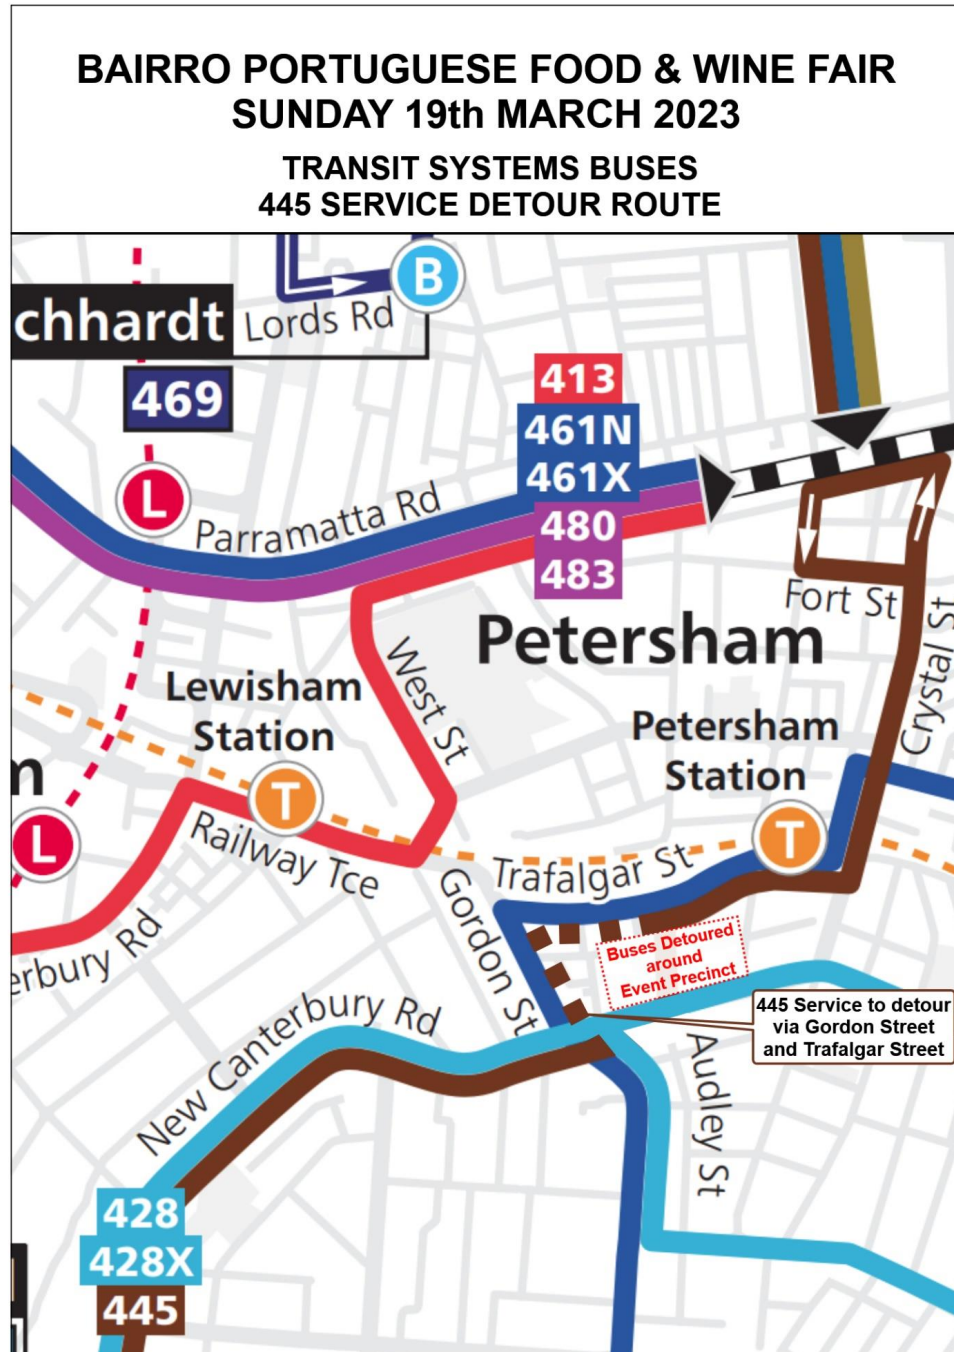 BAIRRO PORTUGUESE FOOD & WINE FAIR
SUNDAY 19th MARCH 2023
TRANSIT SYSTEMS BUSES
445 SERVICE DETOUR ROUTE
B
chhardt
Lords Rd
469
413
461N
461X
480
483
L
Parramatta Rd
Fort St
Crystal St
Petersham
West St
Lewisham
Station
T
Petersham
Station
T
m
L
Railway Tce
Trafalgar St
Gordon St
erbury Rd
Buses Detoured
around
Event Precinct
445 Service to detour
via Gordon Street
and Trafalgar Street
New Canterbury Rd
Audley St
428
428X
445